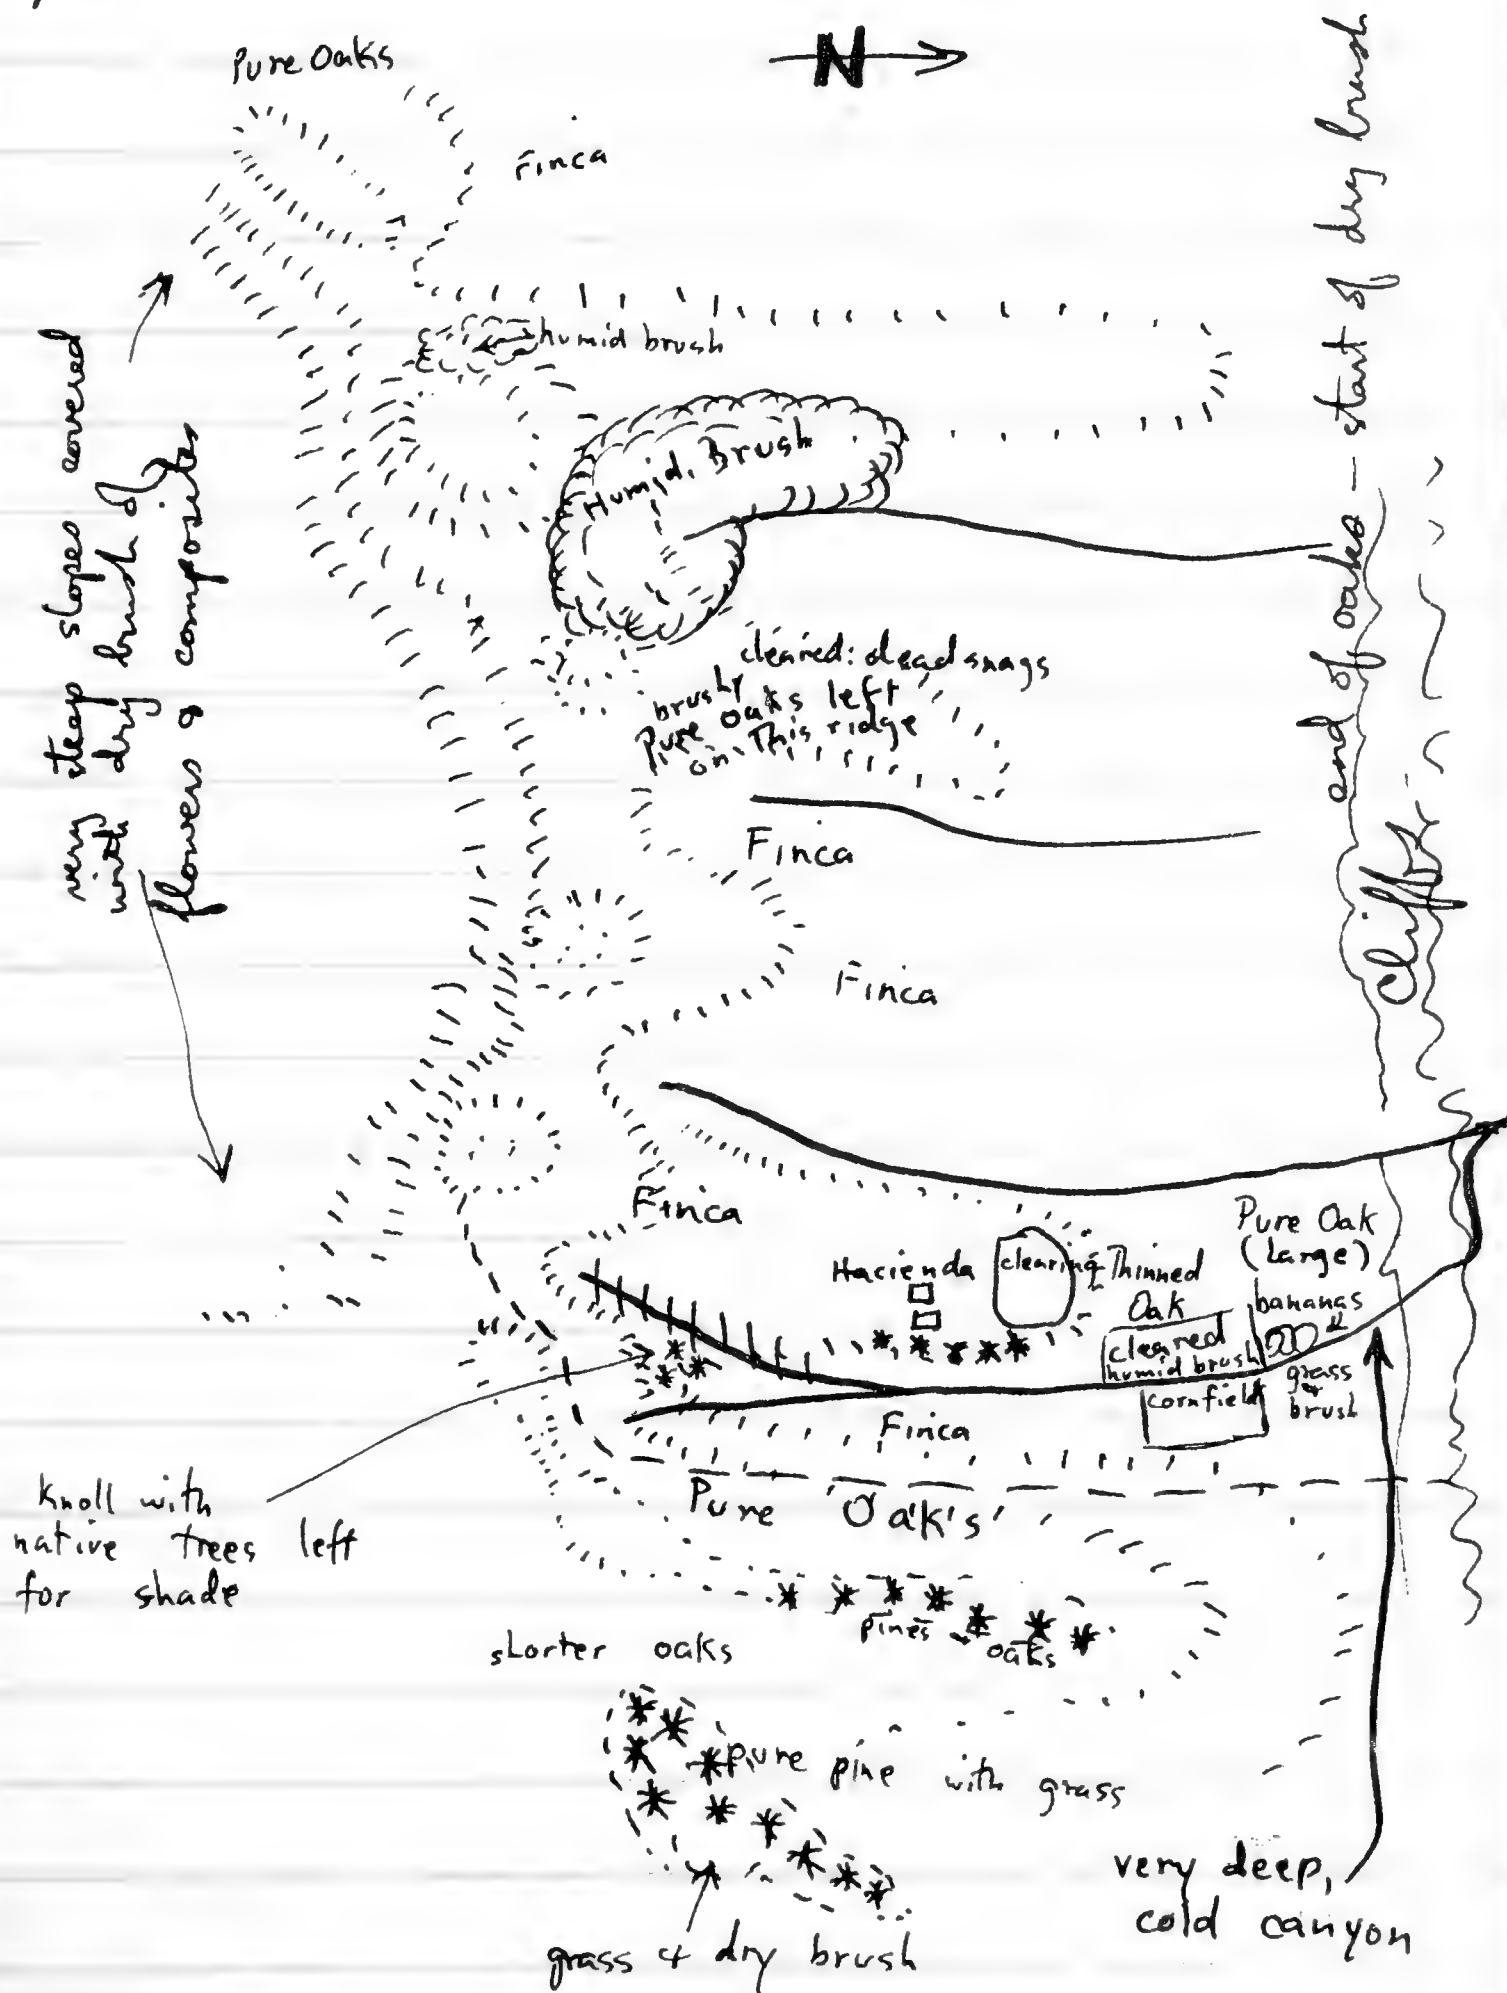 Pure Oaks
N
Finca
end of oaks — start of dry brush
humid brush
Humid Brush
very steep slopes covered
with dry brush of
flowers & composites
cleared: dead snags
brushy
Pure oaks left
on this ridge
Finca
Cliffs
Finca
Finca
Pure Oak
(Large)
Hacienda
clearing
Thinned
Oak
bananas
cleared
humid brush
grass
&
brush
cornfield
Finca
Pure Oaks
Knoll with
native trees left
for shade
pines - oaks
shorter oaks
pure pine with grass
very deep,
cold canyon
grass & dry brush